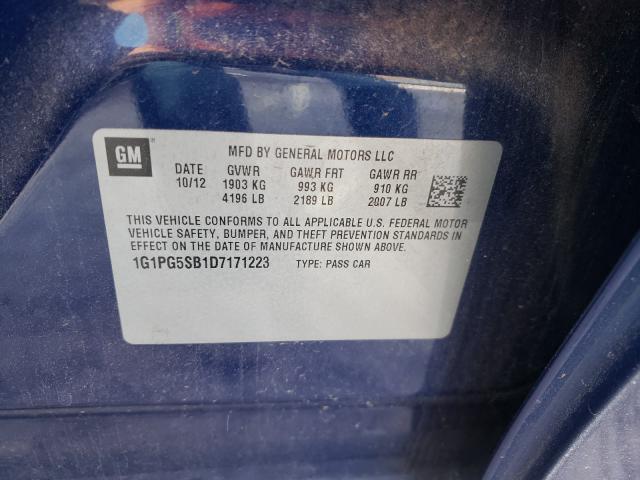 GM
MFD BY GENERAL MOTORS LLC
DATE GVWR GAWR FRT GAWR RR
10/12 1903 KG 993 KG 910 KG
4196 LB 2189 LB 2007 LB
THIS VEHICLE CONFORMS TO ALL APPLICABLE U.S. FEDERAL MOTOR
VEHICLE SAFETY, BUMPER, AND THEFT PREVENTION STANDARDS IN
EFFECT ON THE DATE OF MANUFACTURE SHOWN ABOVE.
1G1PG5SB1D7171223 TYPE: PASS CAR